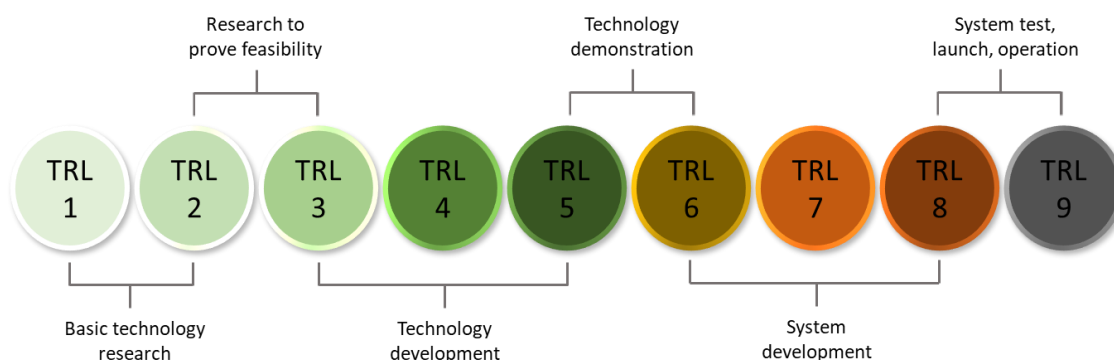 Research to
prove feasibility
Technology
demonstration
System test,
launch, operation
TRL
1
TRL
2
TRL
3
TRL
4
TRL
5
TRL
6
TRL
7
TRL
8
TRL
9
Basic technology
research
Technology
development
System
development